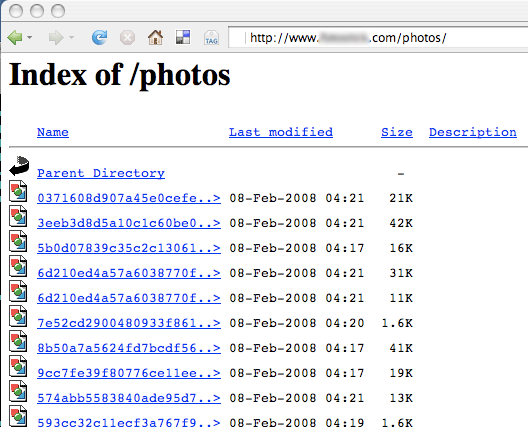 TAG http://www. .com/photos/
Index of /photos
Name Last modified Size Description
Parent Directory -
0371608d907a45e0cefe..> 08-Feb-2008 04:21 21K
3eeb3d8d5a10c1c60be0..> 08-Feb-2008 04:21 42K
5b0d07839c35c2c13061..> 08-Feb-2008 04:17 16K
6d210ed4a57a6038770f..> 08-Feb-2008 04:21 31K
6d210ed4a57a6038770f..> 08-Feb-2008 04:21 11K
7e52cd2900480933f861..> 08-Feb-2008 04:20 1.6K
8b50a7a5624fd7bcdf56..> 08-Feb-2008 04:17 41K
9cc7fe39f80776ce11ee..> 08-Feb-2008 04:17 19K
574abb5583840ade95d7..> 08-Feb-2008 04:21 13K
593cc32c11ecf3a767f9..> 08-Feb-2008 04:19 1.6K